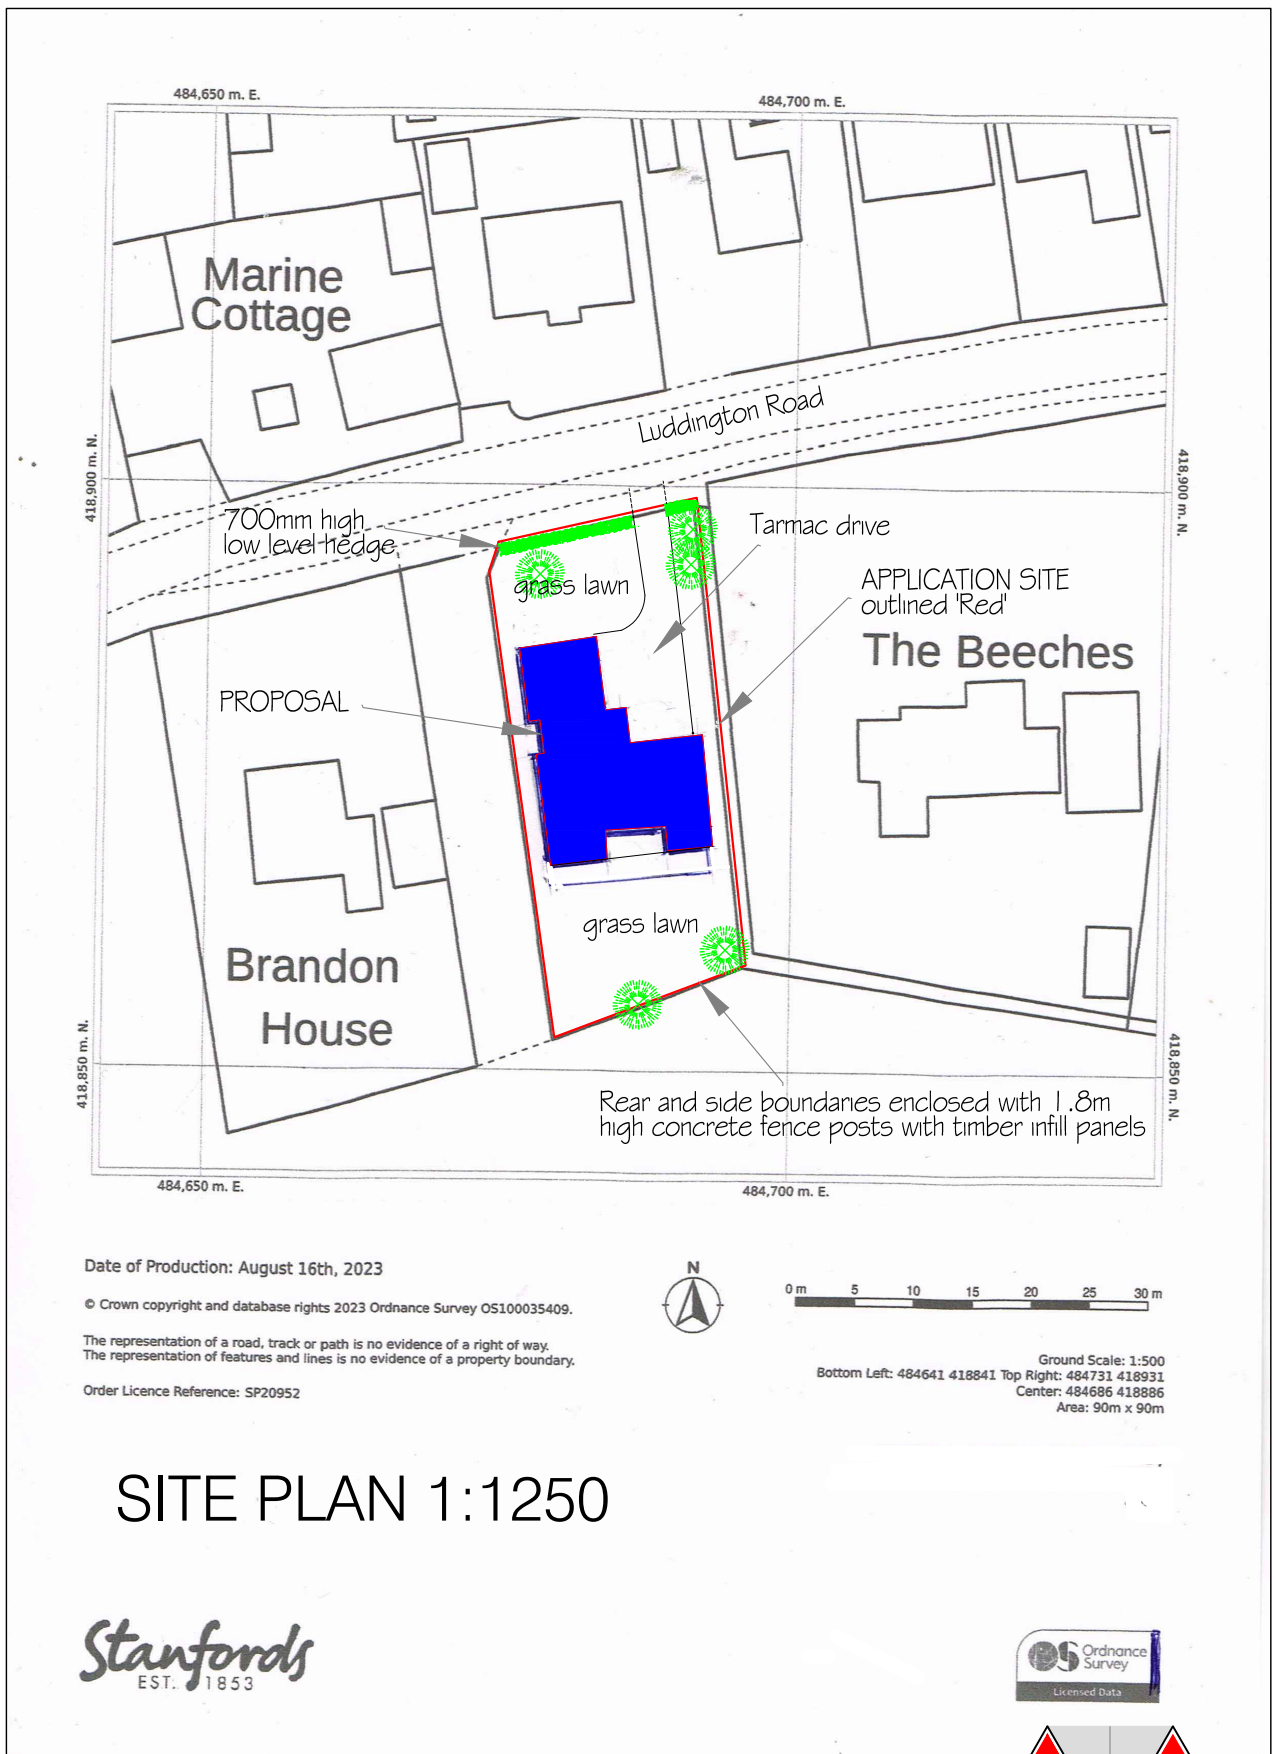 484,650 m. E.
484,700 m. E.
Marine
Cottage
Luddington Road
418,900 m. N.
418,900 m. N.
700mm high
low level hedge
Tarmac drive
grass lawn
APPLICATION SITE
outlined 'Red'
The Beeches
PROPOSAL
grass lawn
Brandon
House
418,850 m. N.
418,850 m. N.
Rear and side boundaries enclosed with 1.8m
high concrete fence posts with timber infill panels
484,650 m. E.
484,700 m. E.
Date of Production: August 16th, 2023
© Crown copyright and database rights 2023 Ordnance Survey OS100035409.
The representation of a road, track or path is no evidence of a right of way.
The representation of features and lines is no evidence of a property boundary.
Order Licence Reference: SP20952
N
0 m 5 10 15 20 25 30 m
Ground Scale: 1:500
Bottom Left: 484641 418841 Top Right: 484731 418931
Center: 484686 418886
Area: 90m x 90m
SITE PLAN 1:1250
Stanfords
EST. 1853
OS Ordnance
Survey
Licensed Data